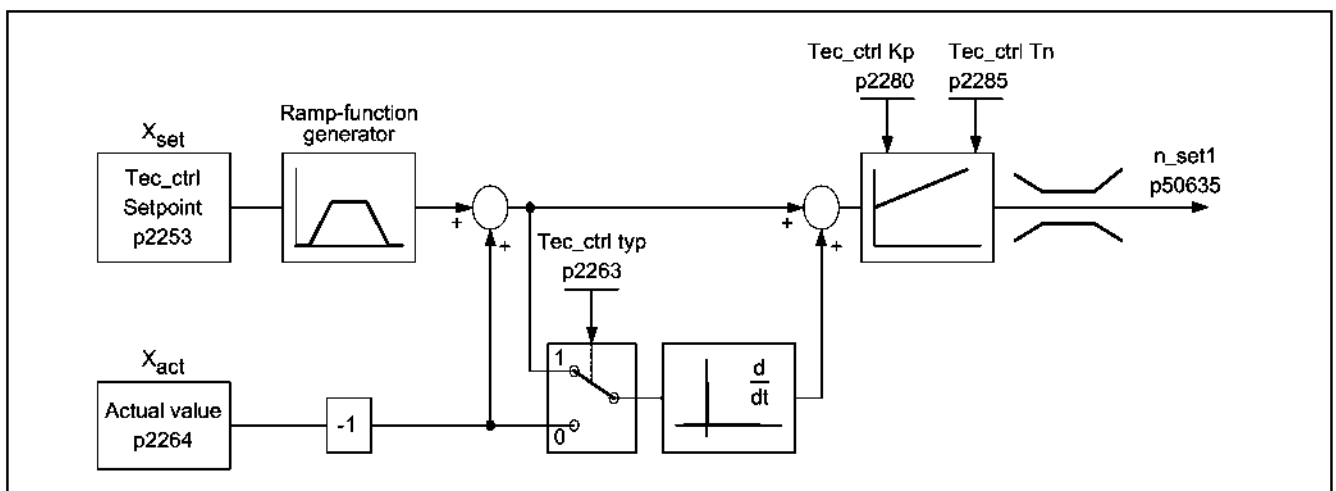 Tec_ctrl Kp
p2280
Tec_ctrl Tn
p2285
Ramp-function
generator
Xset
Tec_ctrl
Setpoint
p2253
n_set1
p50635
+
+
+
+
Tec_ctrl typ
p2263
1
0
d
dt
Xact
Actual value
p2264
-1